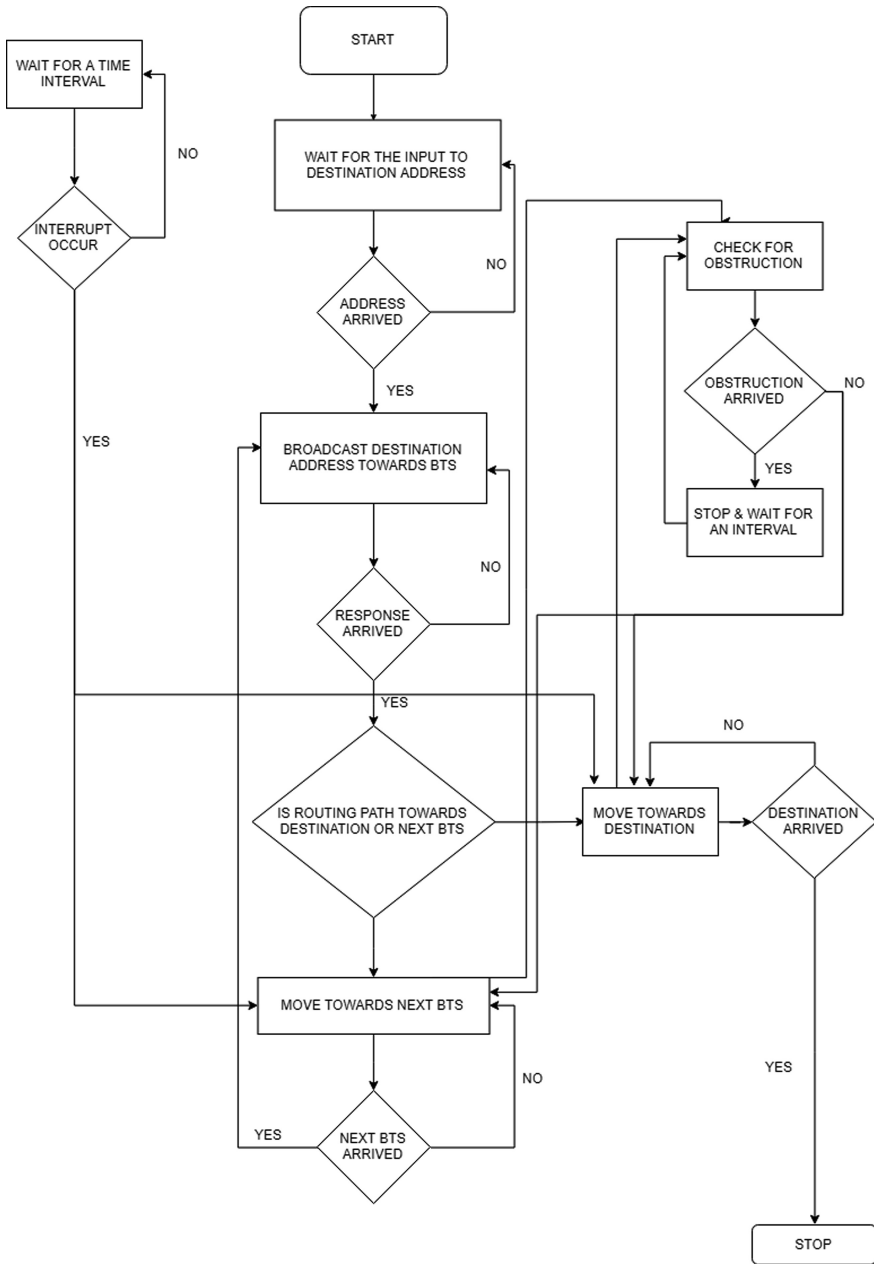 START
WAIT FOR A TIME
INTERVAL
NO
INTERRUPT
OCCUR
YES
WAIT FOR THE INPUT TO
DESTINATION ADDRESS
NO
ADDRESS
ARRIVED
YES
BROADCAST DESTINATION
ADDRESS TOWARDS BTS
NO
RESPONSE
ARRIVED
YES
IS ROUTING PATH TOWARDS
DESTINATION OR NEXT BTS
MOVE TOWARDS NEXT BTS
NO
YES
NEXT BTS
ARRIVED
CHECK FOR
OBSTRUCTION
OBSTRUCTION
ARRIVED
NO
YES
STOP & WAIT FOR
AN INTERVAL
NO
MOVE TOWARDS
DESTINATION
DESTINATION
ARRIVED
YES
STOP